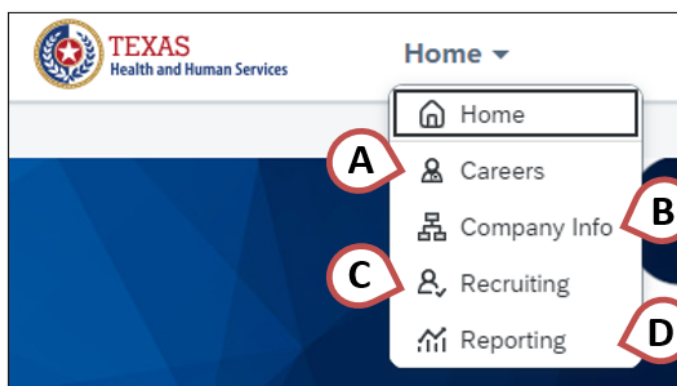 TEXAS
Health and Human Services
Home
Home
A
Careers
Company Info
B
C
Recruiting
Reporting
D